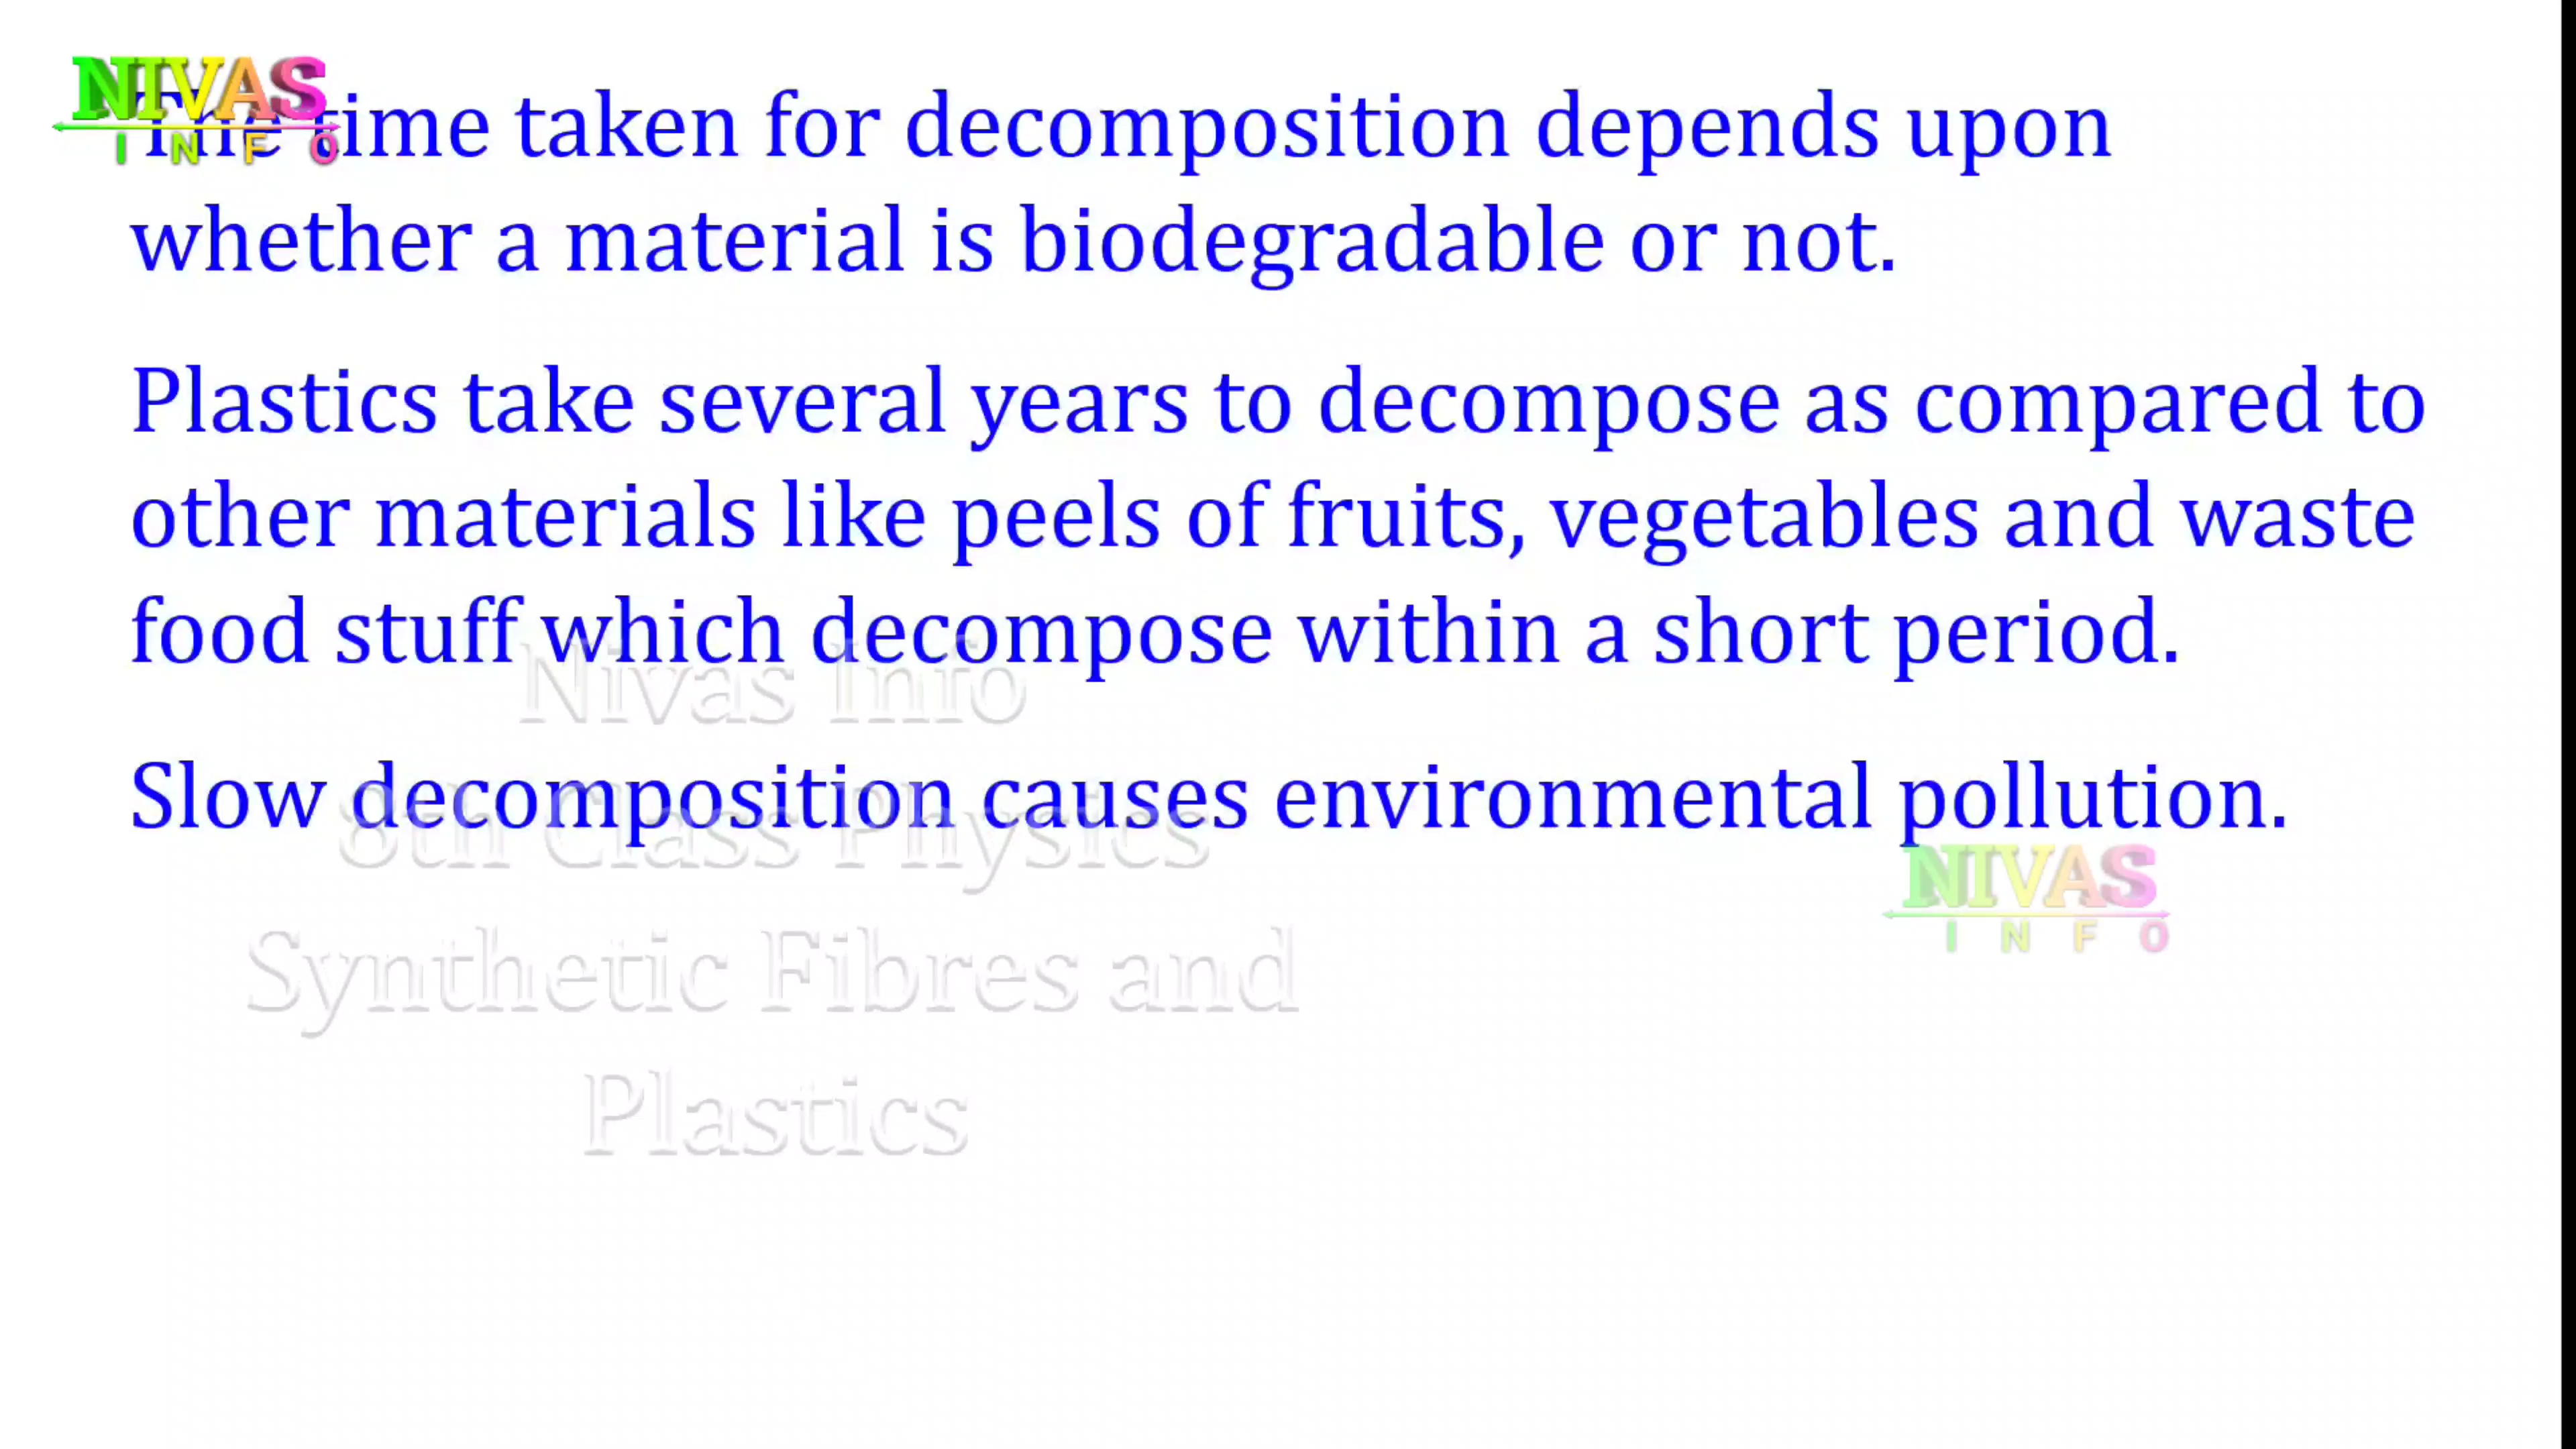 NIVAS
INFO
The time taken for decomposition depends upon
whether a material is biodegradable or not.
Plastics take several years to decompose as compared to
other materials like peels of fruits, vegetables and waste
food stuff which decompose within a short period.
Nivas Info
Slow decomposition causes environmental pollution.
8th Class Physics
NIVAS
INFO
Synthetic Fibres and
Plastics